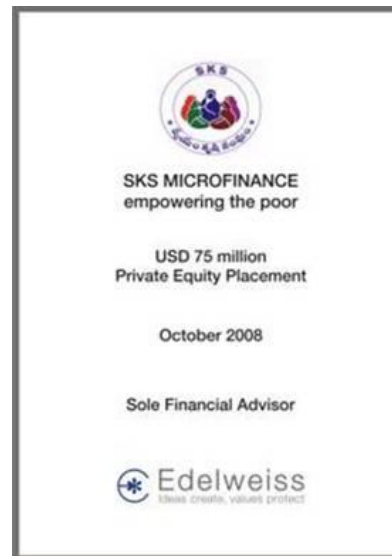 SKS
SKS MICROFINANCE
empowering the poor
USD 75 million
Private Equity Placement
October 2008
Sole Financial Advisor
Edelweiss
Ideas create, values protect